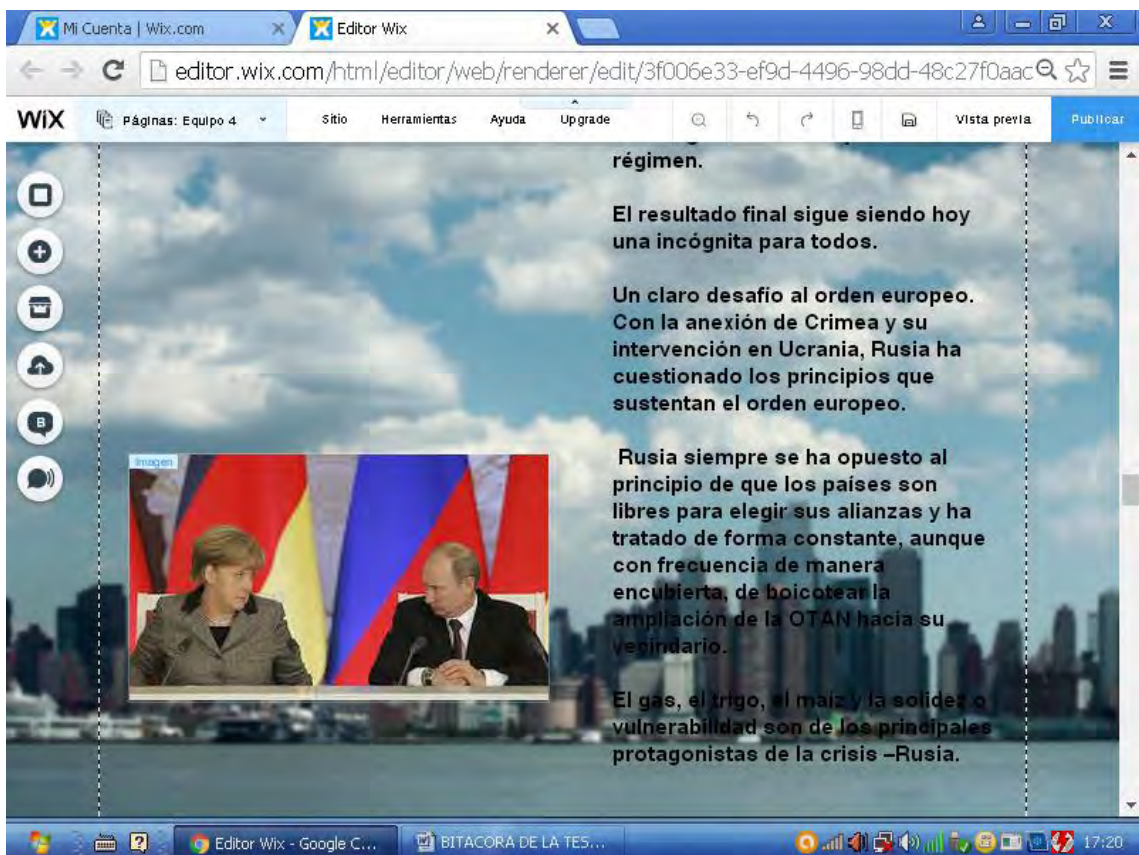 Mi Cuenta | Wix.com
Editor Wix
editor.wix.com/html/editor/web/renderer/edit/3f006e33-ef9d-4496-98dd-48c27f0aac
WiX
Páginas: Equipo 4
Sitio
Herramientas
Ayuda
Upgrade
Vista previa
Publicar
régimen.
El resultado final sigue siendo hoy
una incógnita para todos.
Un claro desafío al orden europeo.
Con la anexión de Crimea y su
intervención en Ucrania, Rusia ha
cuestionado los principios que
sustentan el orden europeo.
Rusia siempre se ha opuesto al
principio de que los países son
libres para elegir sus alianzas y ha
tratado de forma constante, aunque
con frecuencia de manera
encubierta, de boicotear la
ampliación de la OTAN hacia su
vecindario.
El gas, el trigo, el maíz y la solidez o
vulnerabilidad son de los principales
protagonistas de la crisis –Rusia.
Imagen
Editor Wix - Google C...
BITACORA DE LA TES...
17:20